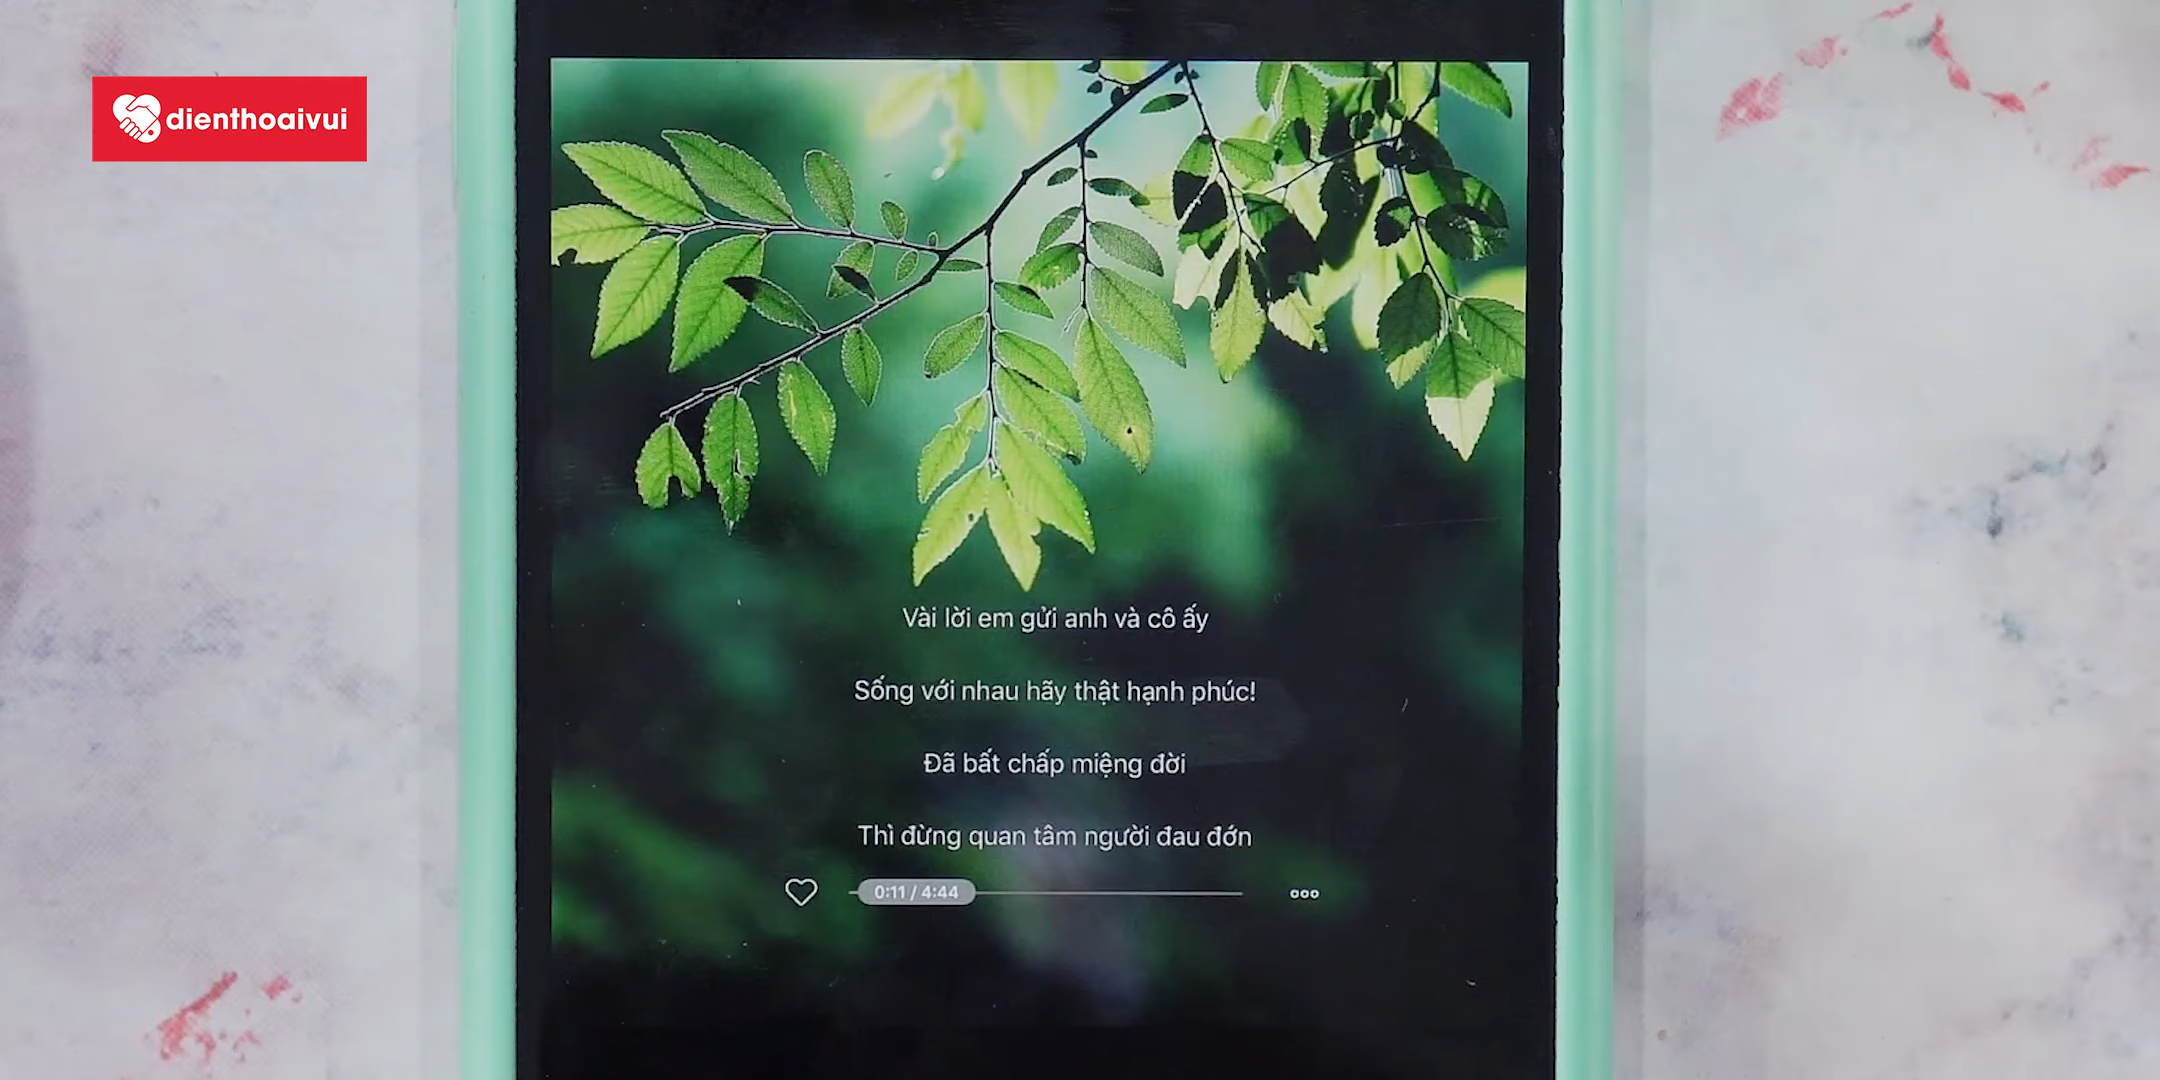 dienthoaivui
Vài lời em gửi anh và cô ấy
Sống với nhau hãy thật hạnh phúc!
Đã bất chấp miệng đời
Thì đừng quan tâm người đau đớn
0:11 / 4:44